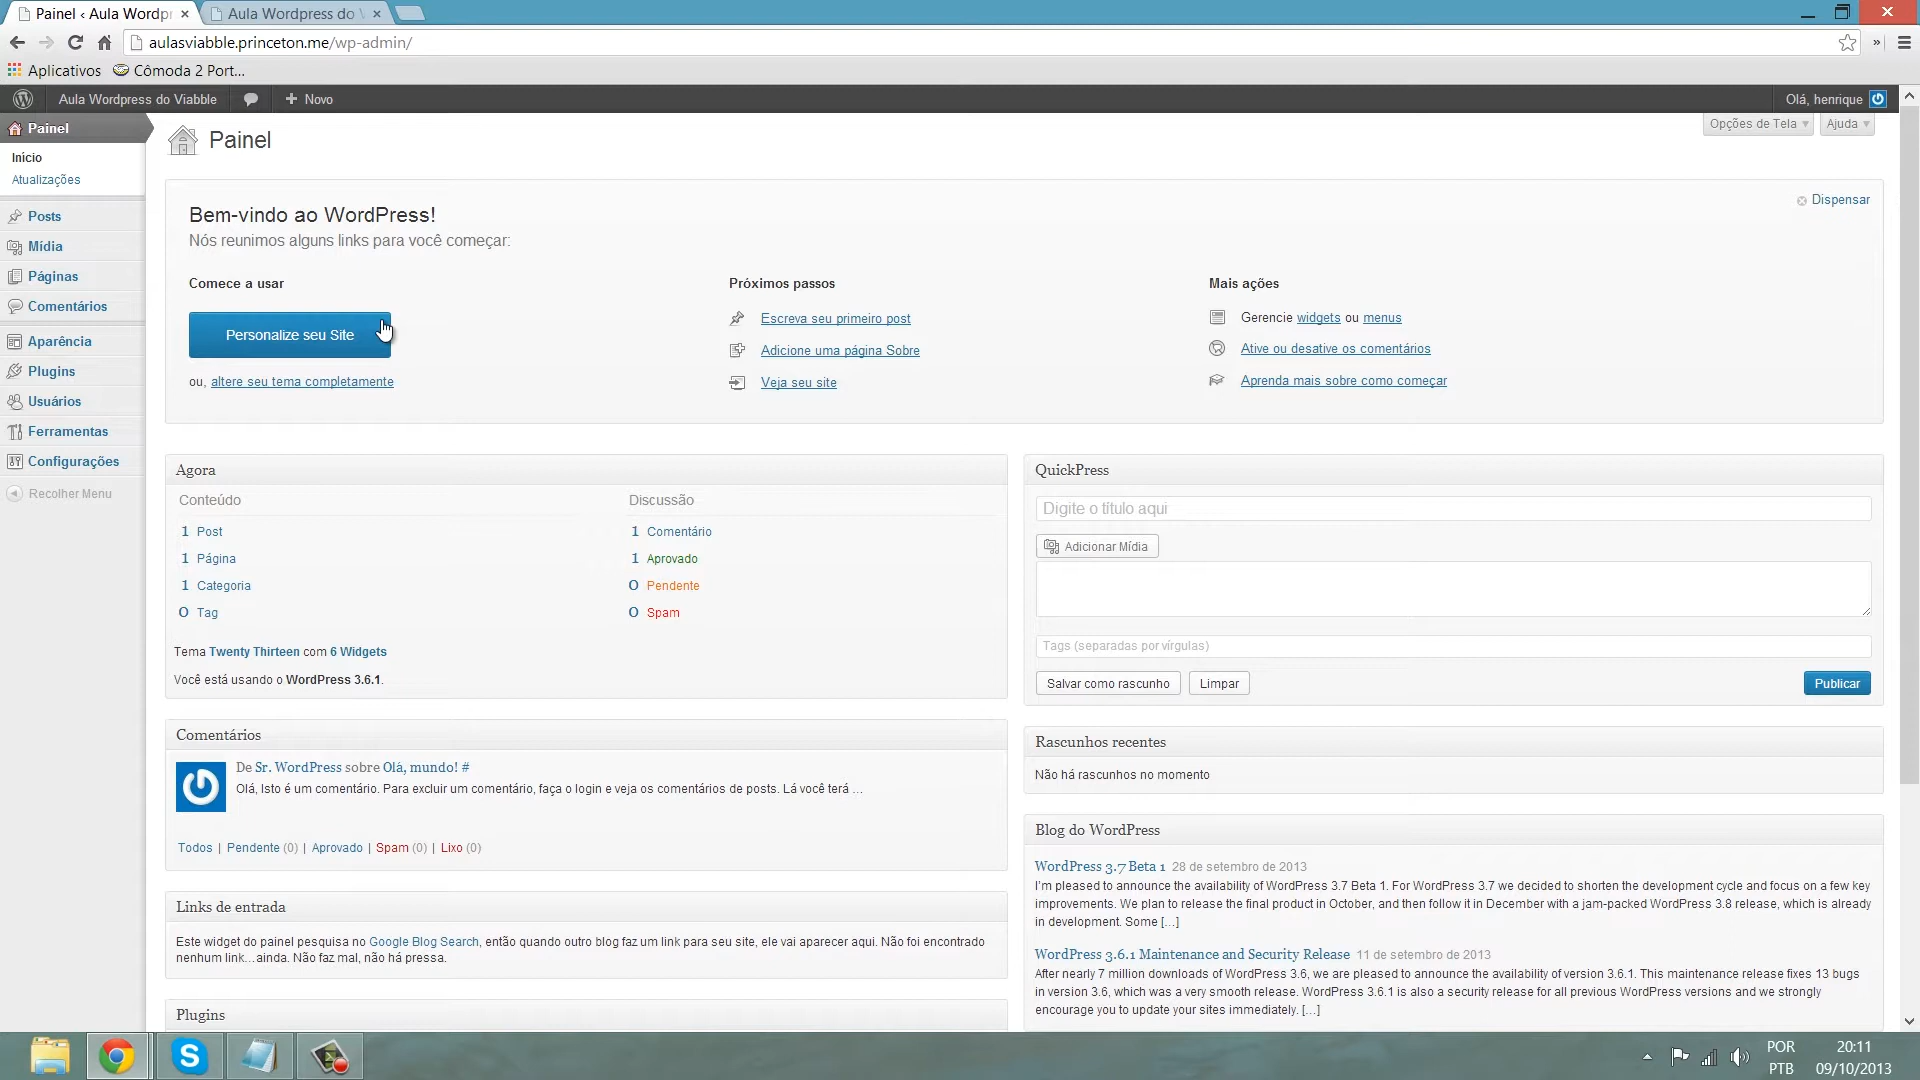 Painel ‹ Aula Wordpr
Aula Wordpress do
aulasviabble.princeton.me/wp-admin/
Aplicativos
Cômoda 2 Port...
Aula Wordpress do Viabble
Novo
Olá, henrique
Painel
Início
Atualizações
Posts
Mídia
Páginas
Comentários
Aparência
Plugins
Usuários
Ferramentas
Configurações
Recolher Menu
Painel
Opções de Tela
Ajuda
Bem-vindo ao WordPress!
Dispensar
Nós reunimos alguns links para você começar:
Comece a usar
Personalize seu Site
ou, altere seu tema completamente
Próximos passos
Escreva seu primeiro post
Adicione uma página Sobre
Veja seu site
Mais ações
Gerencie widgets ou menus
Ative ou desative os comentários
Aprenda mais sobre como começar
Agora
Conteúdo
1 Post
1 Página
1 Categoria
0 Tag
Discussão
1 Comentário
1 Aprovado
0 Pendente
0 Spam
Tema Twenty Thirteen com 6 Widgets
Você está usando o WordPress 3.6.1.
Comentários
De Sr. WordPress sobre Olá, mundo! #
Olá, Isto é um comentário. Para excluir um comentário, faça o login e veja os comentários de posts. Lá você terá ...
Todos | Pendente (0) | Aprovado | Spam (0) | Lixo (0)
Links de entrada
Este widget do painel pesquisa no Google Blog Search, então quando outro blog faz um link para seu site, ele vai aparecer aqui. Não foi encontrado
nenhum link…ainda. Não faz mal, não há pressa.
Plugins
QuickPress
Digite o título aqui
Adicionar Mídia
Tags (separadas por vírgulas)
Salvar como rascunho
Limpar
Publicar
Rascunhos recentes
Não há rascunhos no momento
Blog do WordPress
WordPress 3.7 Beta 1 28 de setembro de 2013
I'm pleased to announce the availability of WordPress 3.7 Beta 1. For WordPress 3.7 we decided to shorten the development cycle and focus on a few key
improvements. We plan to release the final product in October, and then follow it in December with a jam-packed WordPress 3.8 release, which is already
in development. Some [...]
WordPress 3.6.1 Maintenance and Security Release 11 de setembro de 2013
After nearly 7 million downloads of WordPress 3.6, we are pleased to announce the availability of version 3.6.1. This maintenance release fixes 13 bugs
in version 3.6, which was a very smooth release. WordPress 3.6.1 is also a security release for all previous WordPress versions and we strongly
encourage you to update your sites immediately. [...]
POR
PTB
20:11
09/10/2013